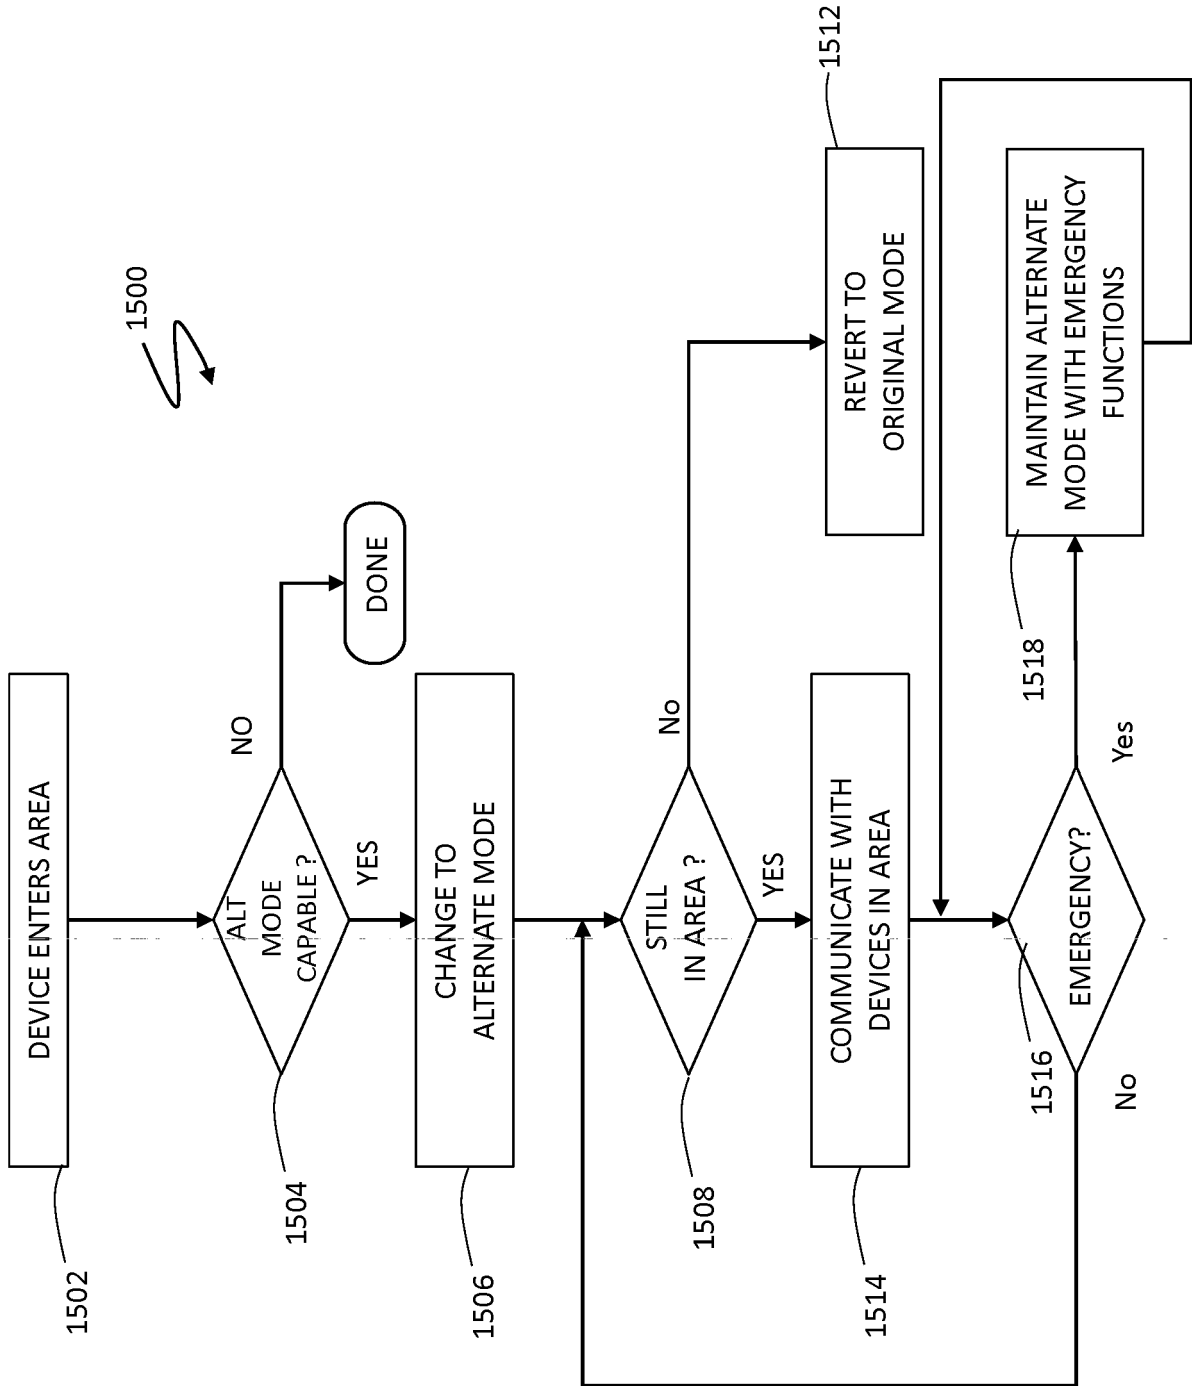 1500
DEVICE ENTERS AREA
1502
ALT
MODE
CAPABLE ?
1504
NO
DONE
YES
CHANGE TO
ALTERNATE MODE
1506
STILL
IN AREA ?
1508
No
REVERT TO
ORIGINAL MODE
1512
YES
COMMUNICATE WITH
DEVICES IN AREA
1514
EMERGENCY?
1516
No
Yes
MAINTAIN ALTERNATE
MODE WITH EMERGENCY
FUNCTIONS
1518